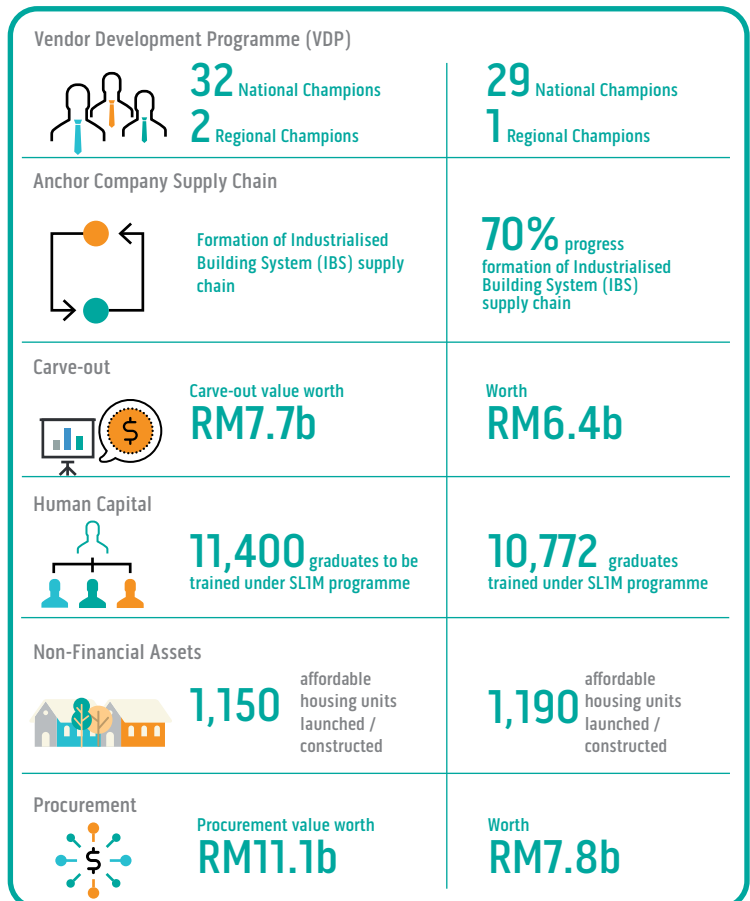 Vendor Development Programme (VDP)
32 National Champions
2 Regional Champions
29 National Champions
1 Regional Champions
Anchor Company Supply Chain
Formation of Industrialised
Building System (IBS) supply
chain
70% progress
formation of Industrialised
Building System (IBS)
supply chain
Carve-out
$
Carve-out value worth
RM7.7b
Worth
RM6.4b
Human Capital
11,400 graduates to be
trained under SL1M programme
10,772 graduates
trained under SL1M programme
Non-Financial Assets
1,150 affordable
housing units
launched /
constructed
1,190 affordable
housing units
launched /
constructed
Procurement
$
Procurement value worth
RM11.1b
Worth
RM7.8b